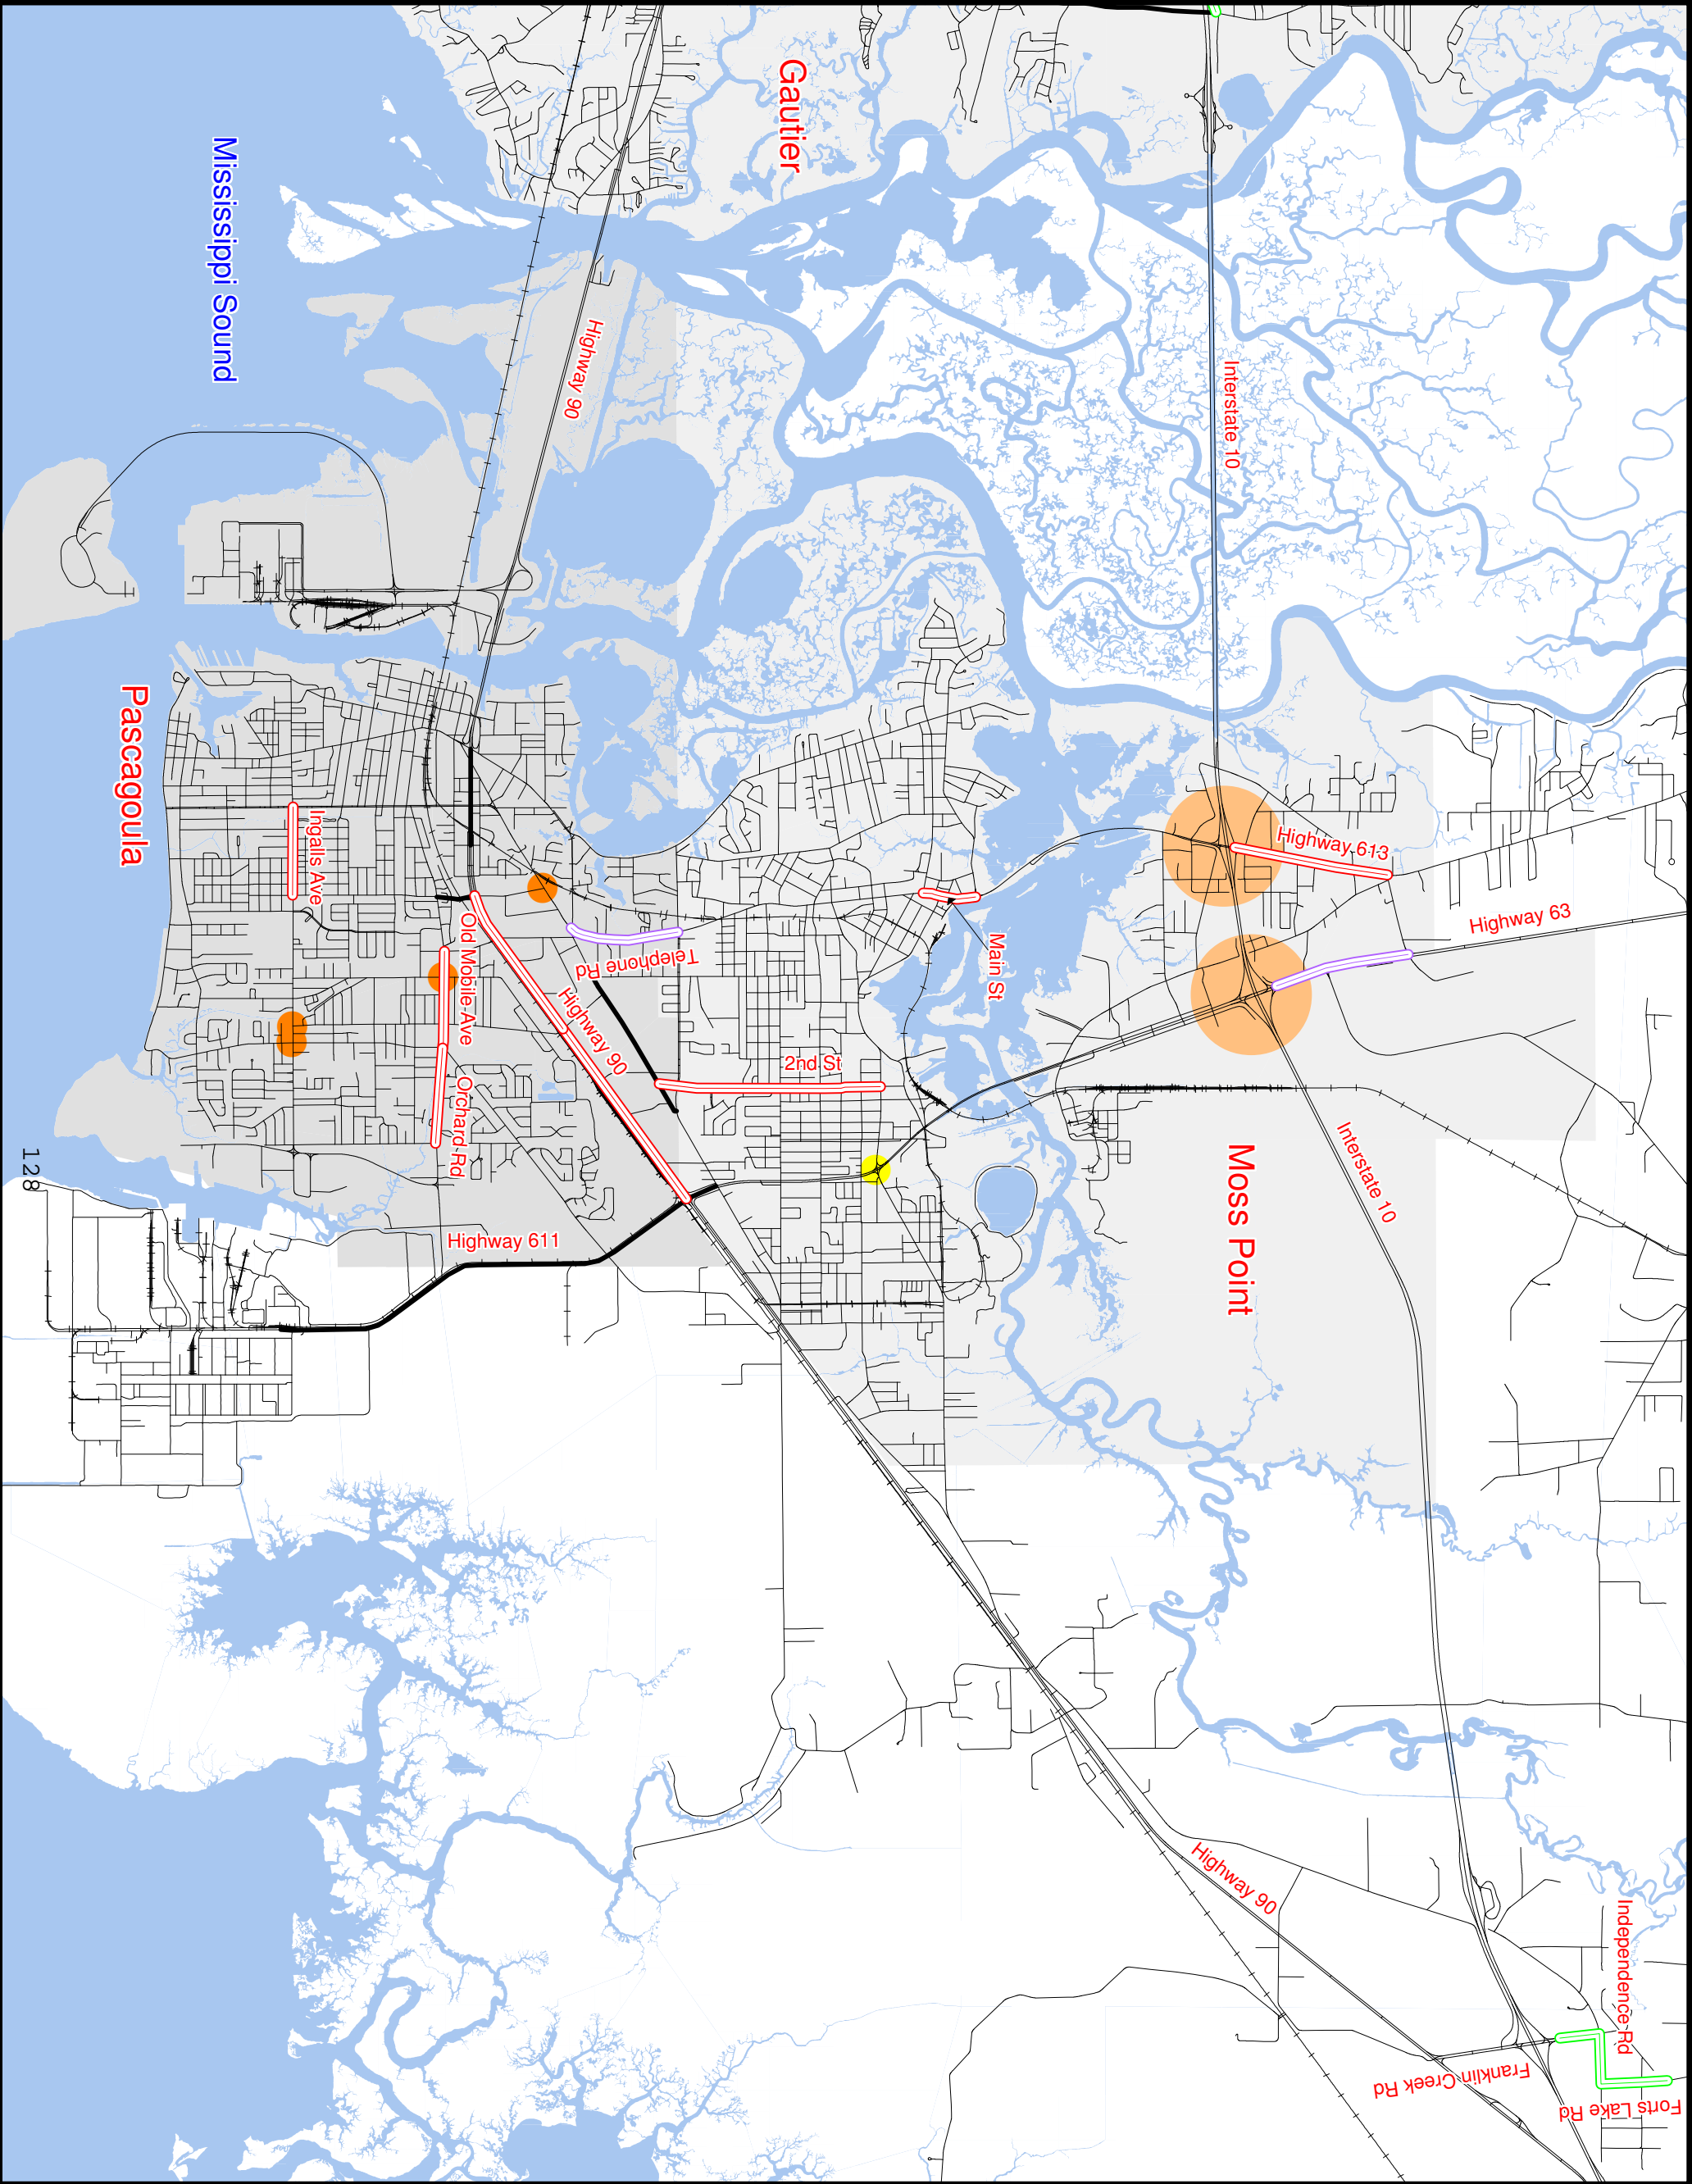 Gautier
Mississippi Sound
Highway 90
Interstate 10
Pascagoula
Ingalls Ave
Highway 613
Highway 63
Old Mobile Ave
Telephone Rd
Main St
Highway 90
2nd St
Orchard Rd
Interstate 10
Moss Point
128
Highway 611
Highway 90
Independence Rd
Franklin Creek Rd
Forts Lake Rd